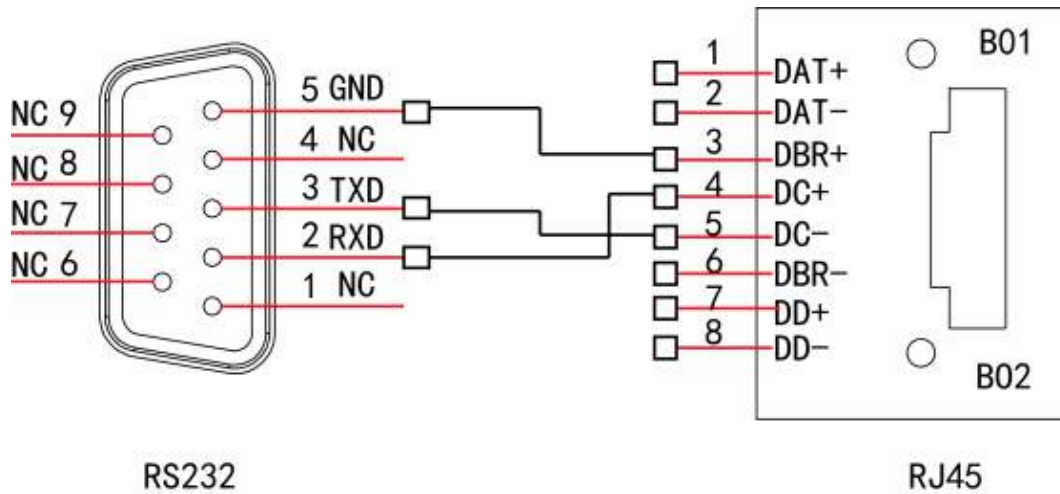 NC 9
NC 8
NC 7
NC 6
5 GND
4 NC
3 TXD
2 RXD
1 NC
1 DAT+
2 DAT-
3 DBR+
4 DC+
5 DC-
6 DBR-
7 DD+
8 DD-
B01
B02
RS232
RJ45